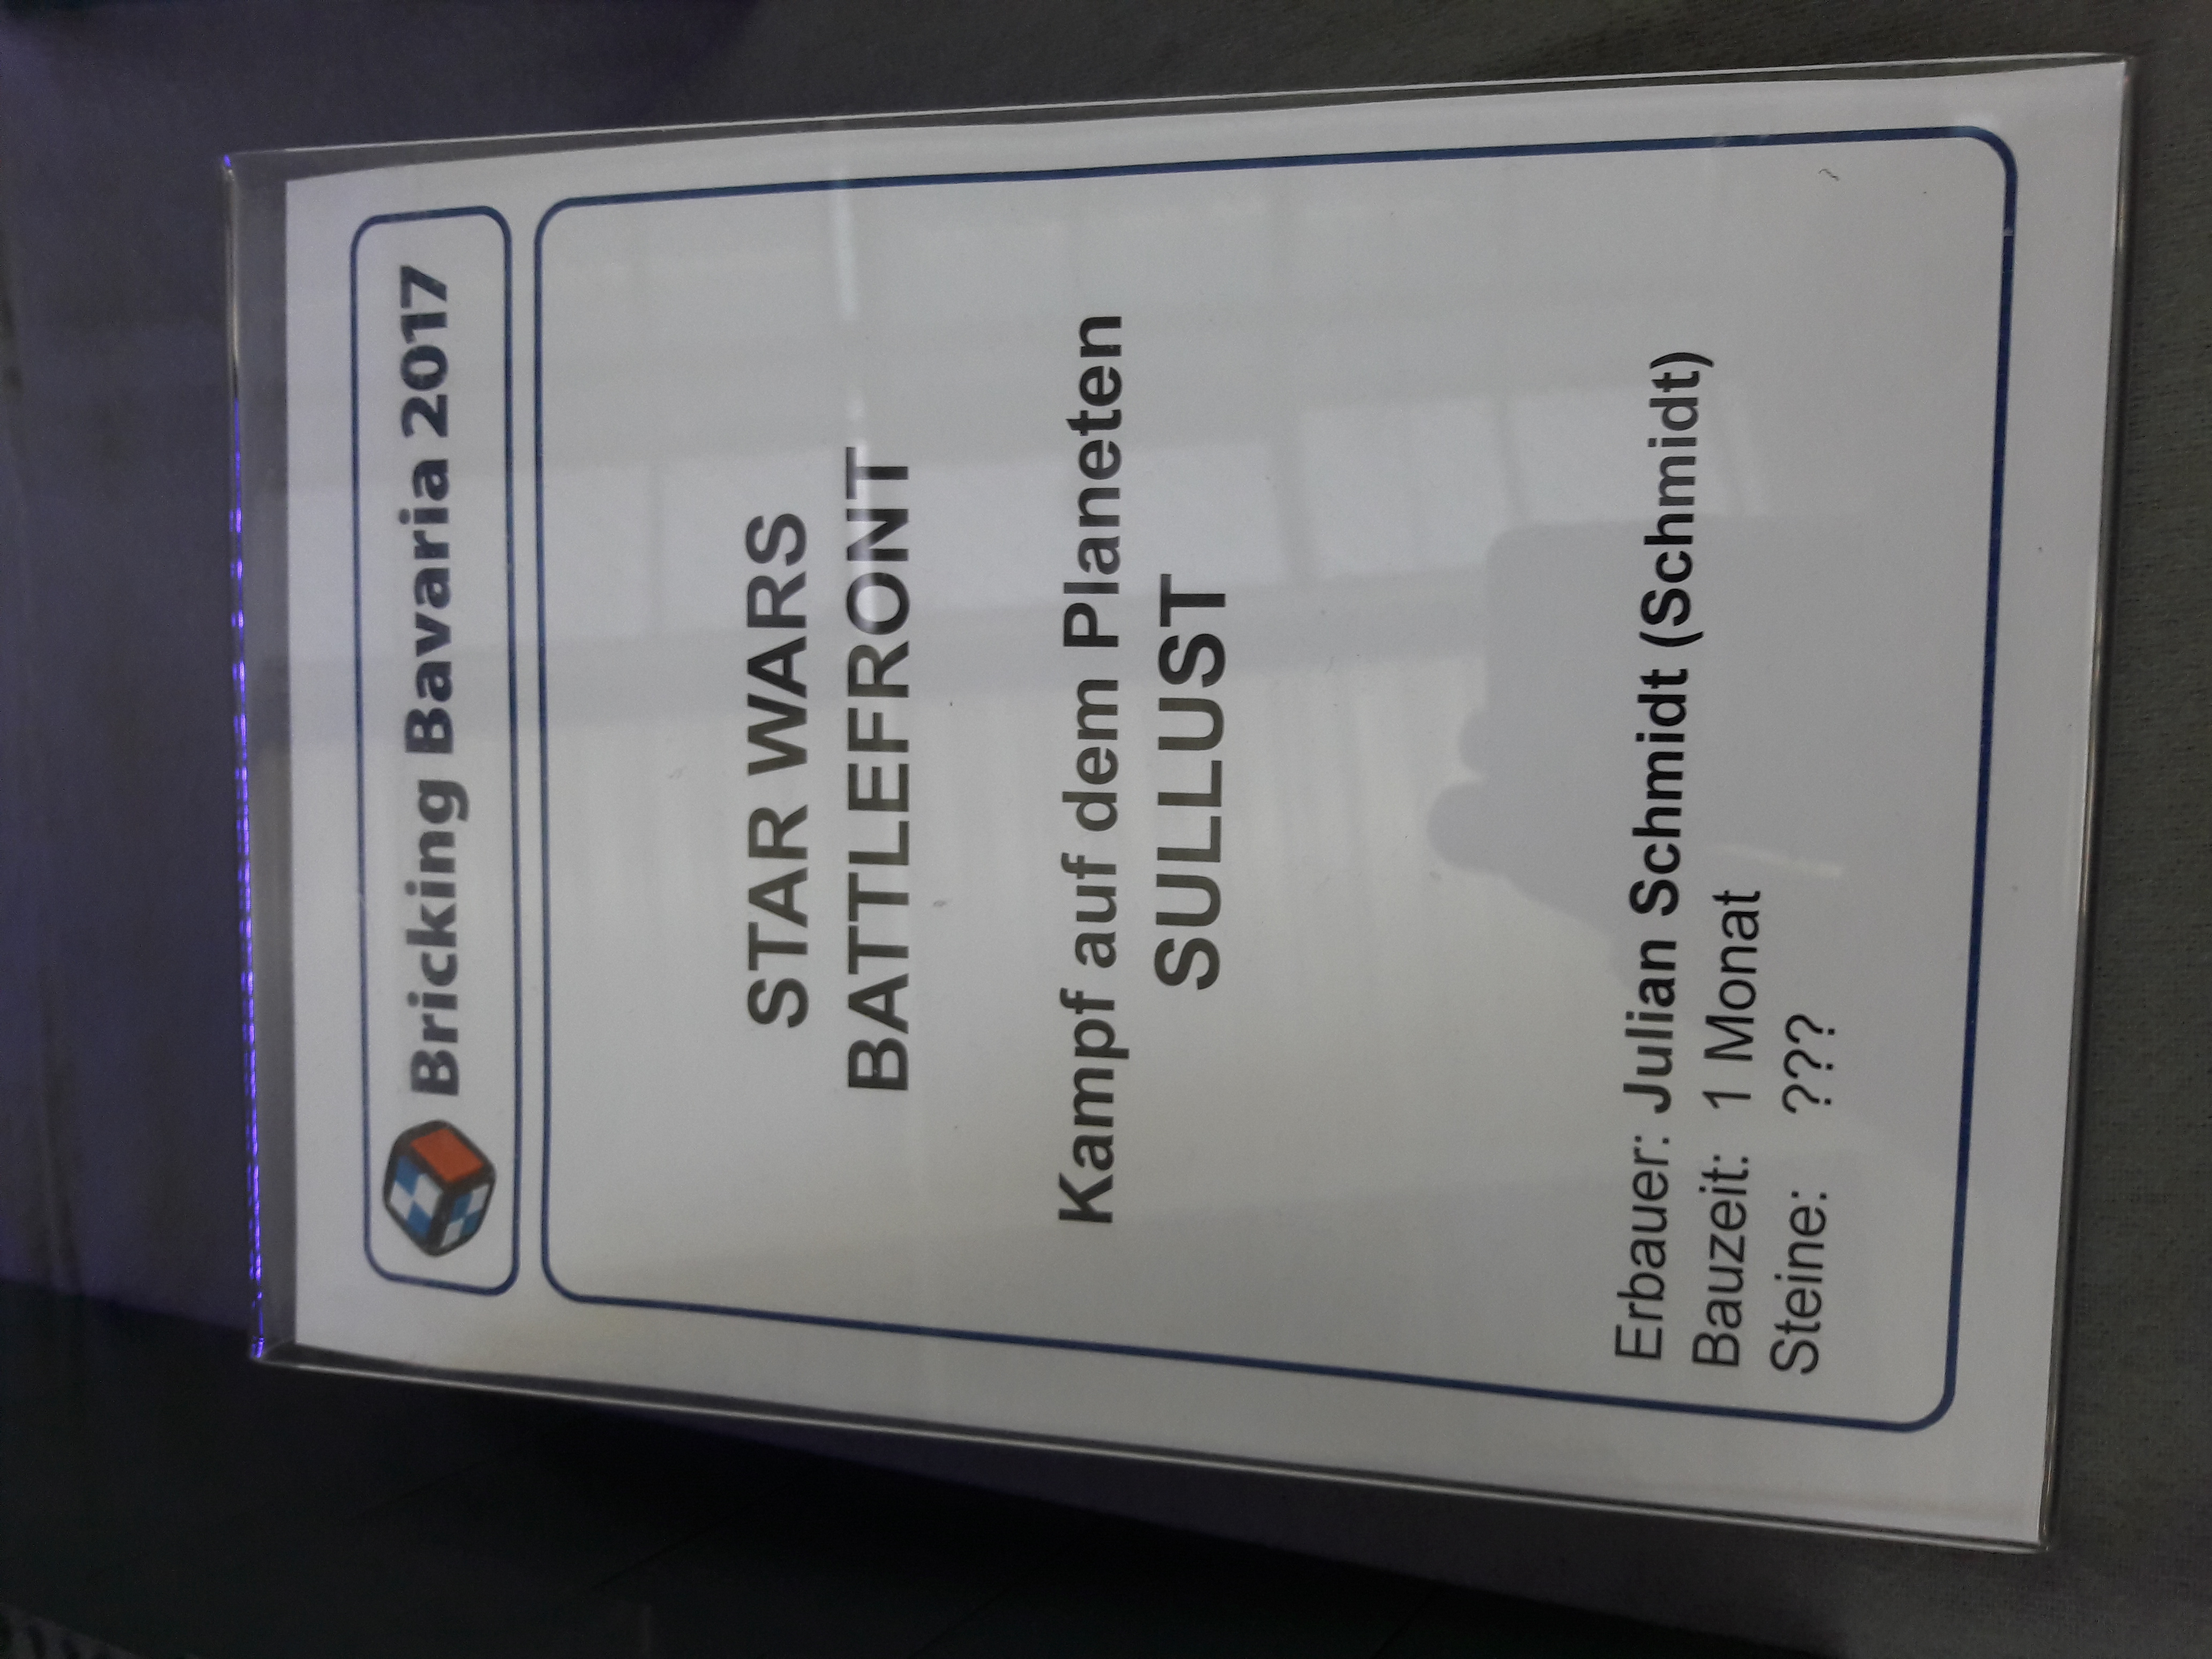 Bricking Bavaria 2017
STAR WARS
BATTLEFRONT
Kampf auf dem Planeten
SULLUST
Erbauer: Julian Schmidt (Schmidt)
Bauzeit: 1 Monat
Steine: ???